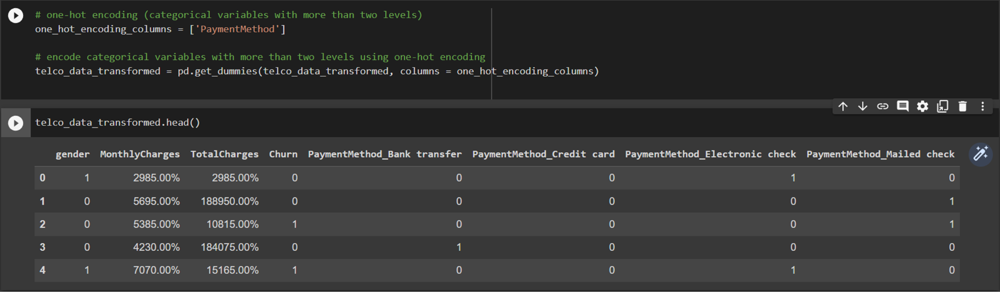 # one-hot encoding (categorical variables with more than two levels)
one_hot_encoding_columns = ['PaymentMethod']
# encode categorical variables with more than two levels using one-hot encoding
telco_data_transformed = pd.get_dummies(telco_data_transformed, columns = one_hot_encoding_columns)
telco_data_transformed.head()
gender MonthlyCharges TotalCharges Churn PaymentMethod_Bank transfer PaymentMethod_Credit card PaymentMethod_Electronic check PaymentMethod_Mailed check
0 1 2985.00% 2985.00% 0 0 0 1 0
1 0 5695.00% 188950.00% 0 0 0 0 1
2 0 5385.00% 10815.00% 1 0 0 0 1
3 0 4230.00% 184075.00% 0 1 0 0 0
4 1 7070.00% 15165.00% 1 0 0 1 0